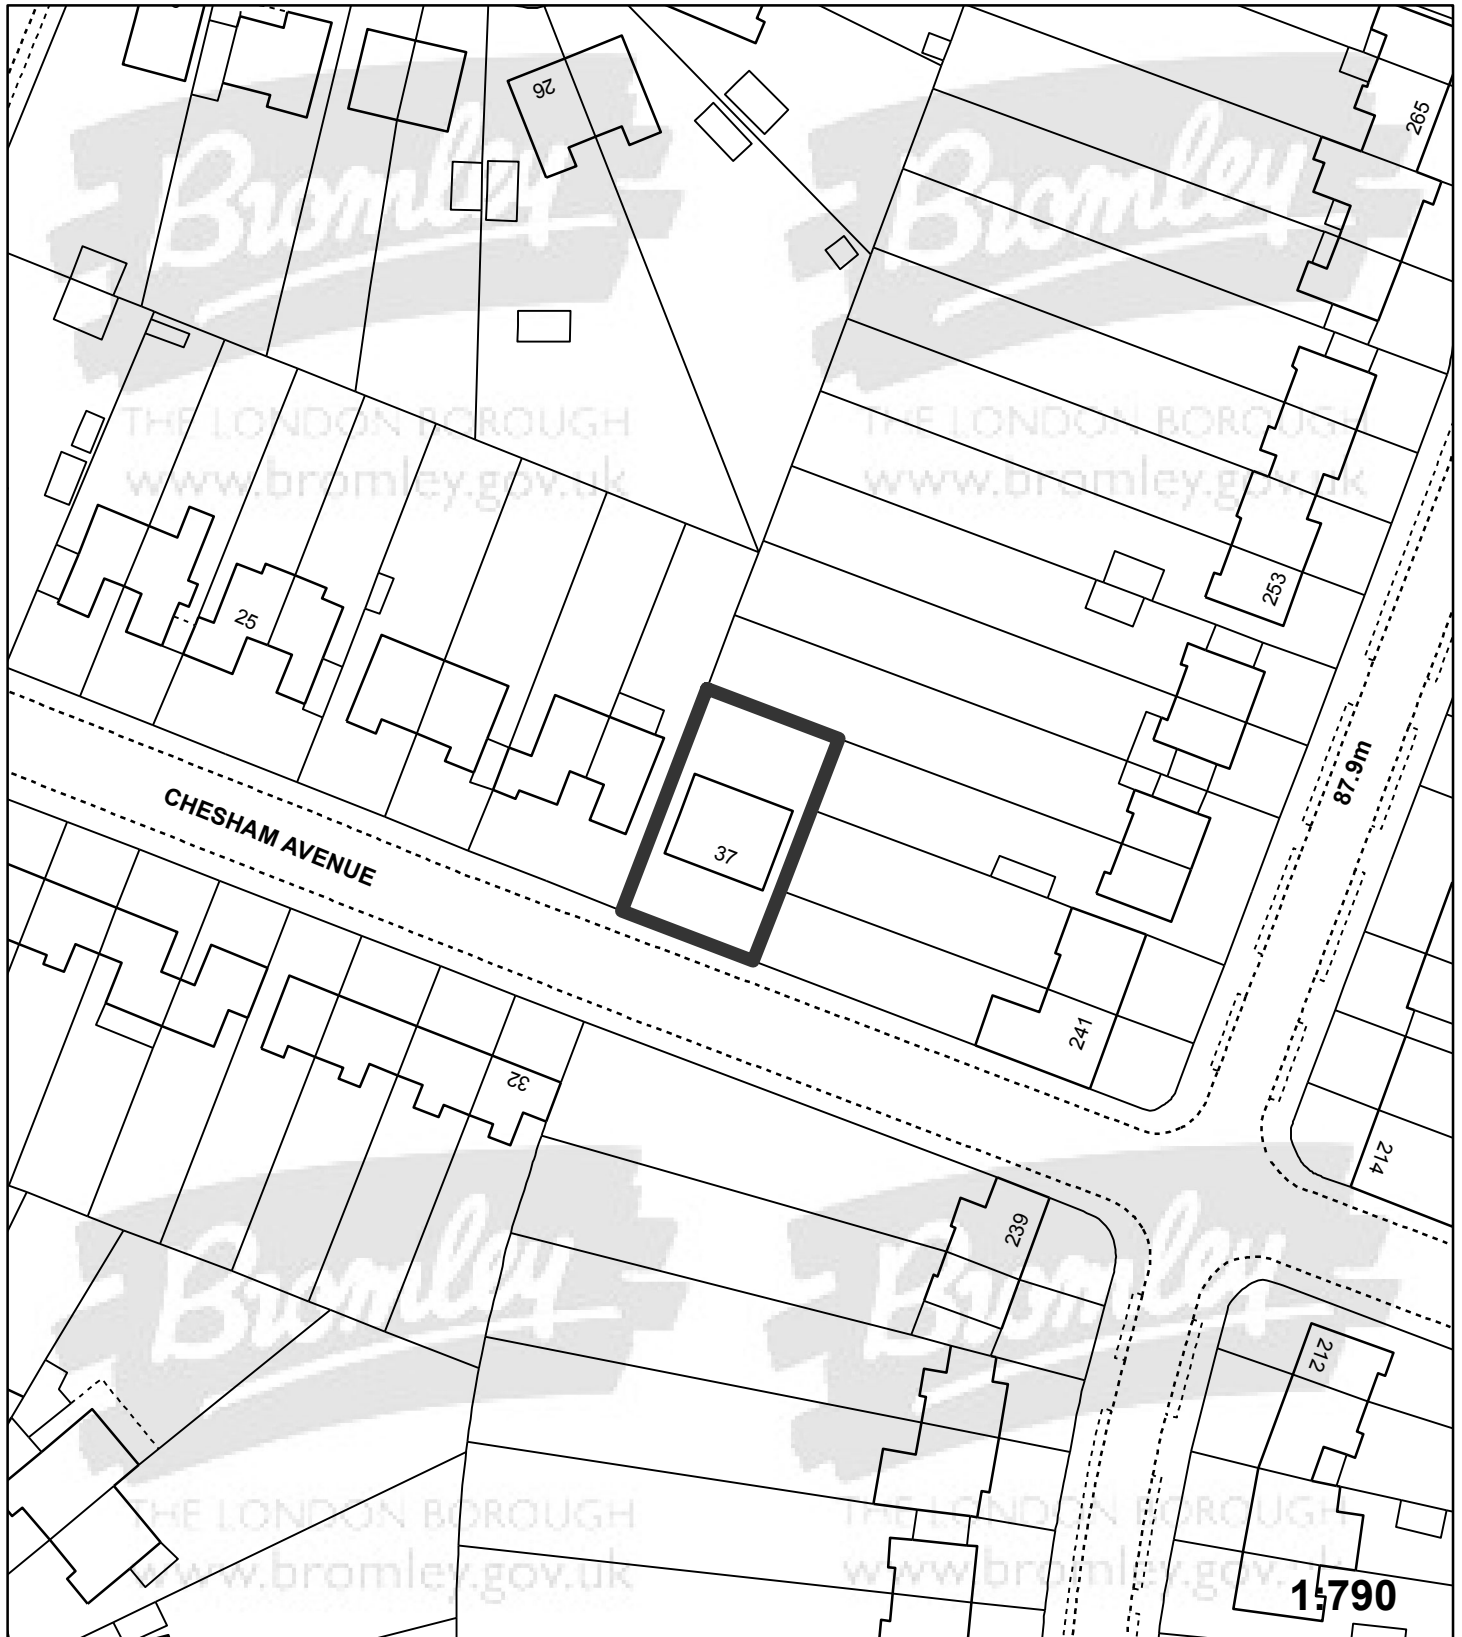 26
265
Bromley
Bromley
THE LONDON BOROUGH
www.bromley.gov.uk
THE LONDON BOROUGH
www.bromley.gov.uk
253
25
87.9m
CHESHAM AVENUE
37
241
32
214
239
Bromley
Bromley
212
THE LONDON BOROUGH
www.bromley.gov.uk
THE LONDON BOROUGH
www.bromley.gov.uk
1:790